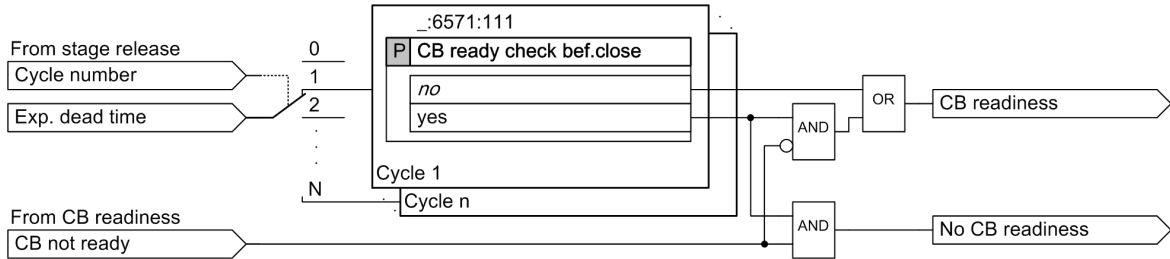 _:6571:111
From stage release
0
P CB ready check bef.close
Cycle number
1
no
OR
CB readiness
Exp. dead time
2
yes
AND
Cycle 1
N
Cycle n
From CB readiness
CB not ready
AND
No CB readiness